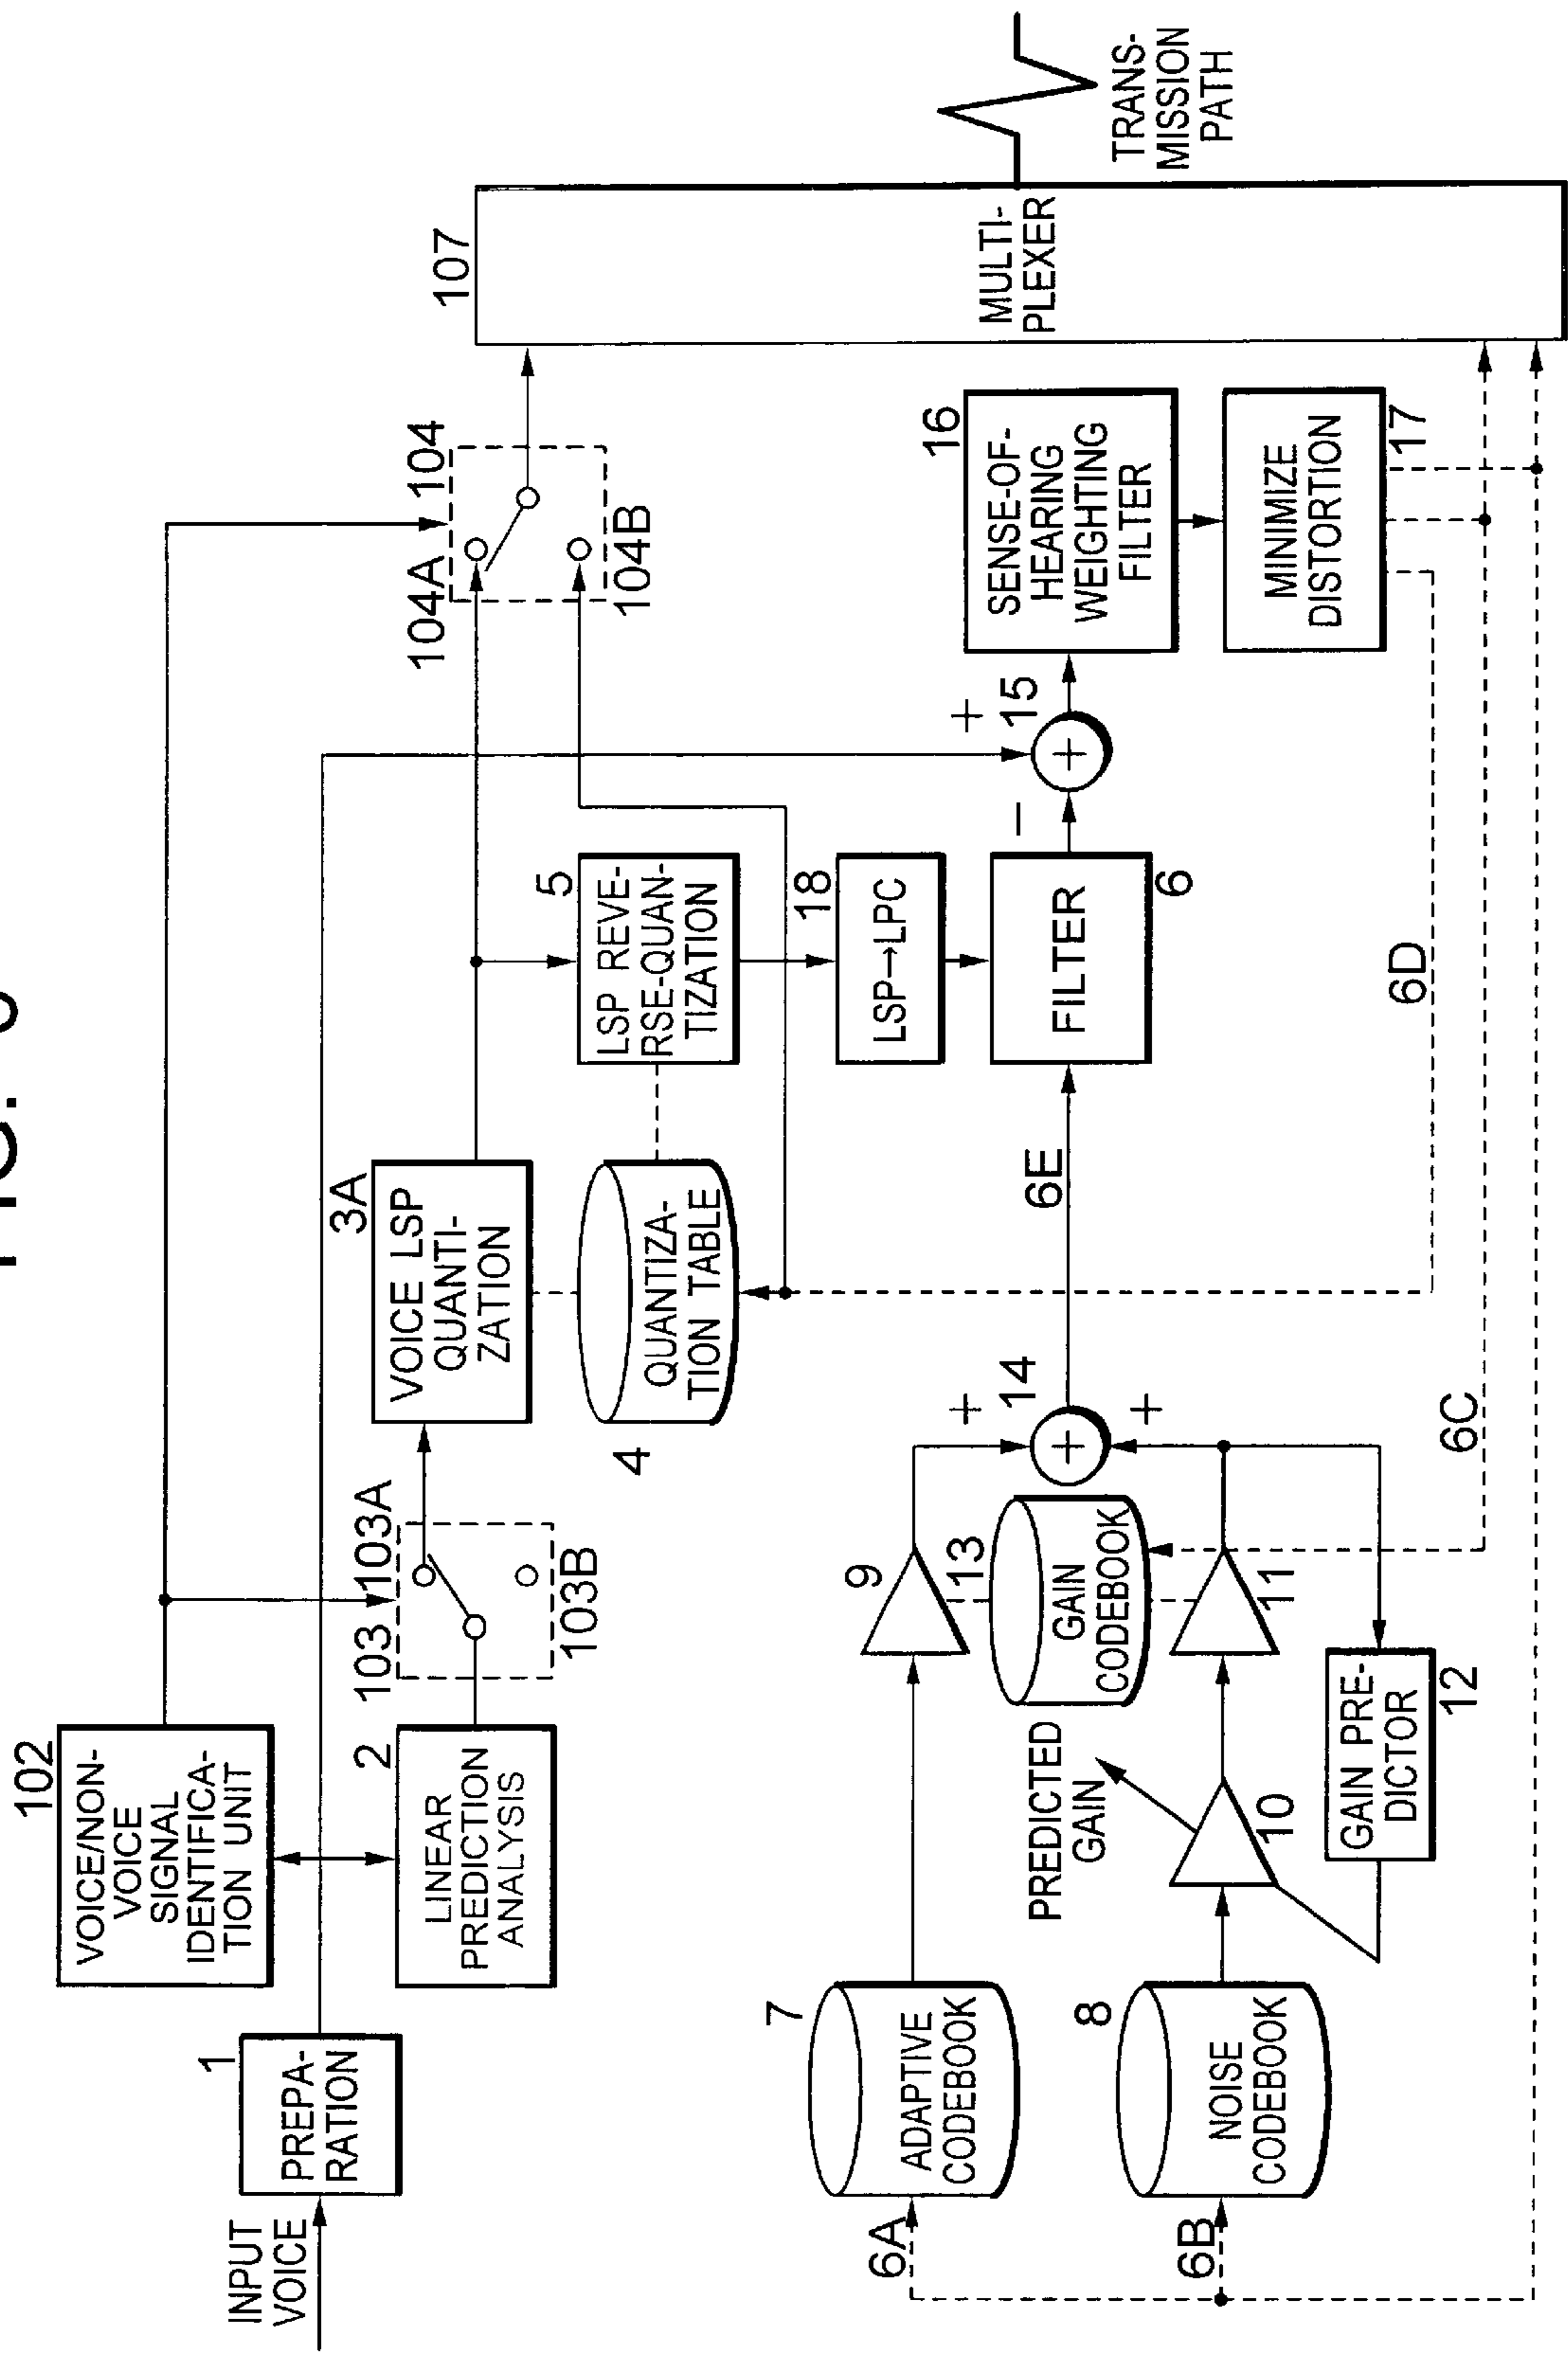 INPUT
VOICE
1
PREPA-
RATION
102
VOICE/NON-
VOICE
SIGNAL
IDENTIFICA-
TION UNIT
2
LINEAR
PREDICTION
ANALYSIS
103
103A
103B
3A
VOICE LSP
QUANTI-
ZATION
4
QUANTIZA-
TION TABLE
5
LSP REVE-
RSE-QUAN-
TIZATION
18
LSP→LPC
6
FILTER
104A
104
104B
107
MULTI-
PLEXER
TRANS-
MISSION
PATH
7
ADAPTIVE
CODEBOOK
6A
8
NOISE
CODEBOOK
6B
9
13
GAIN
CODEBOOK
PREDICTED
GAIN
10
11
GAIN PRE-
DICTOR
12
+
14
+
+
6E
−
+
15
+
16
SENSE-OF-
HEARING
WEIGHTING
FILTER
MINIMIZE
DISTORTION
17
6C
6D